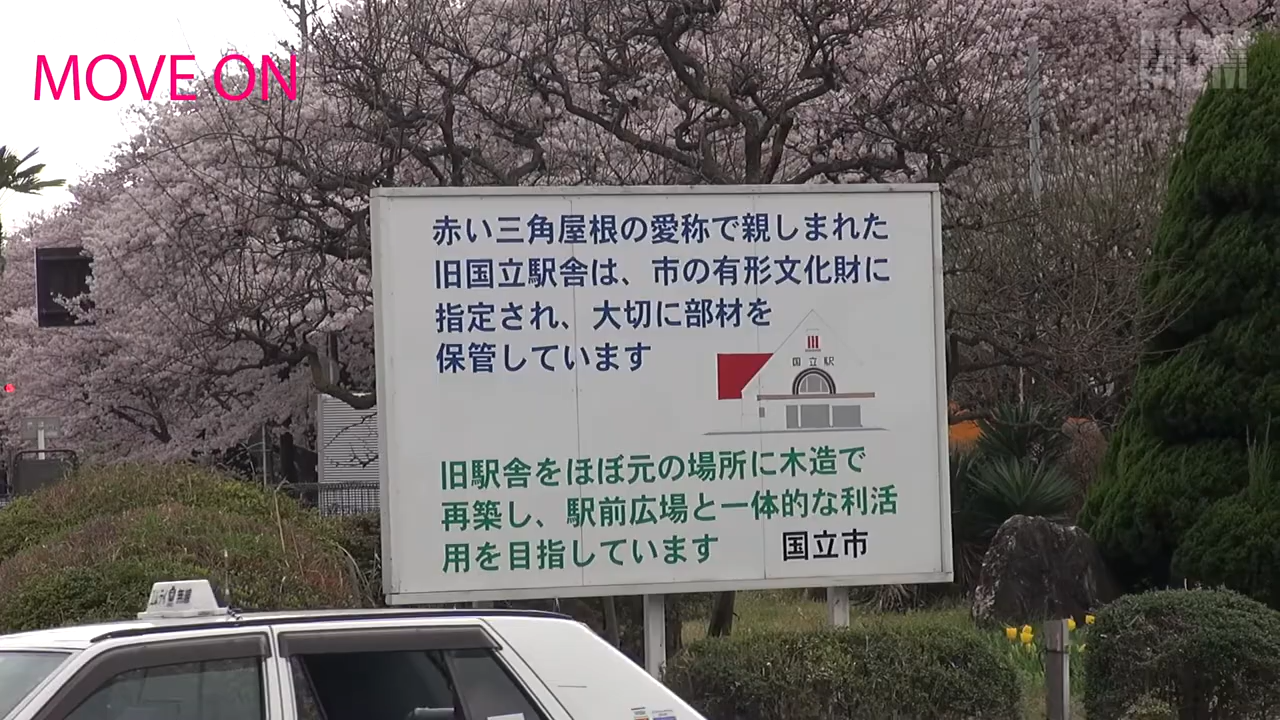 MOVE ON
赤い三角屋根の愛称で親しまれた
旧国立駅舎は、市の有形文化財に
指定され、大切に部材を
保管しています
国立駅
旧駅舎をほぼ元の場所に木造で
再築し、駅前広場と一体的な利活
用を目指しています
国立市